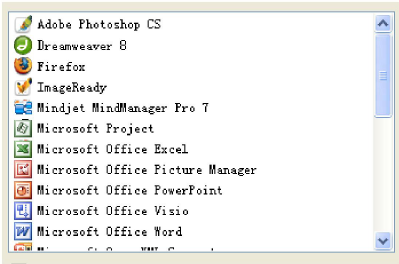 Adobe Photoshop CS
Dreamweaver 8
Firefox
ImageReady
Mindjet MindManager Pro 7
Microsoft Project
Microsoft Office Excel
Microsoft Office Picture Manager
Microsoft Office PowerPoint
Microsoft Office Visio
Microsoft Office Word